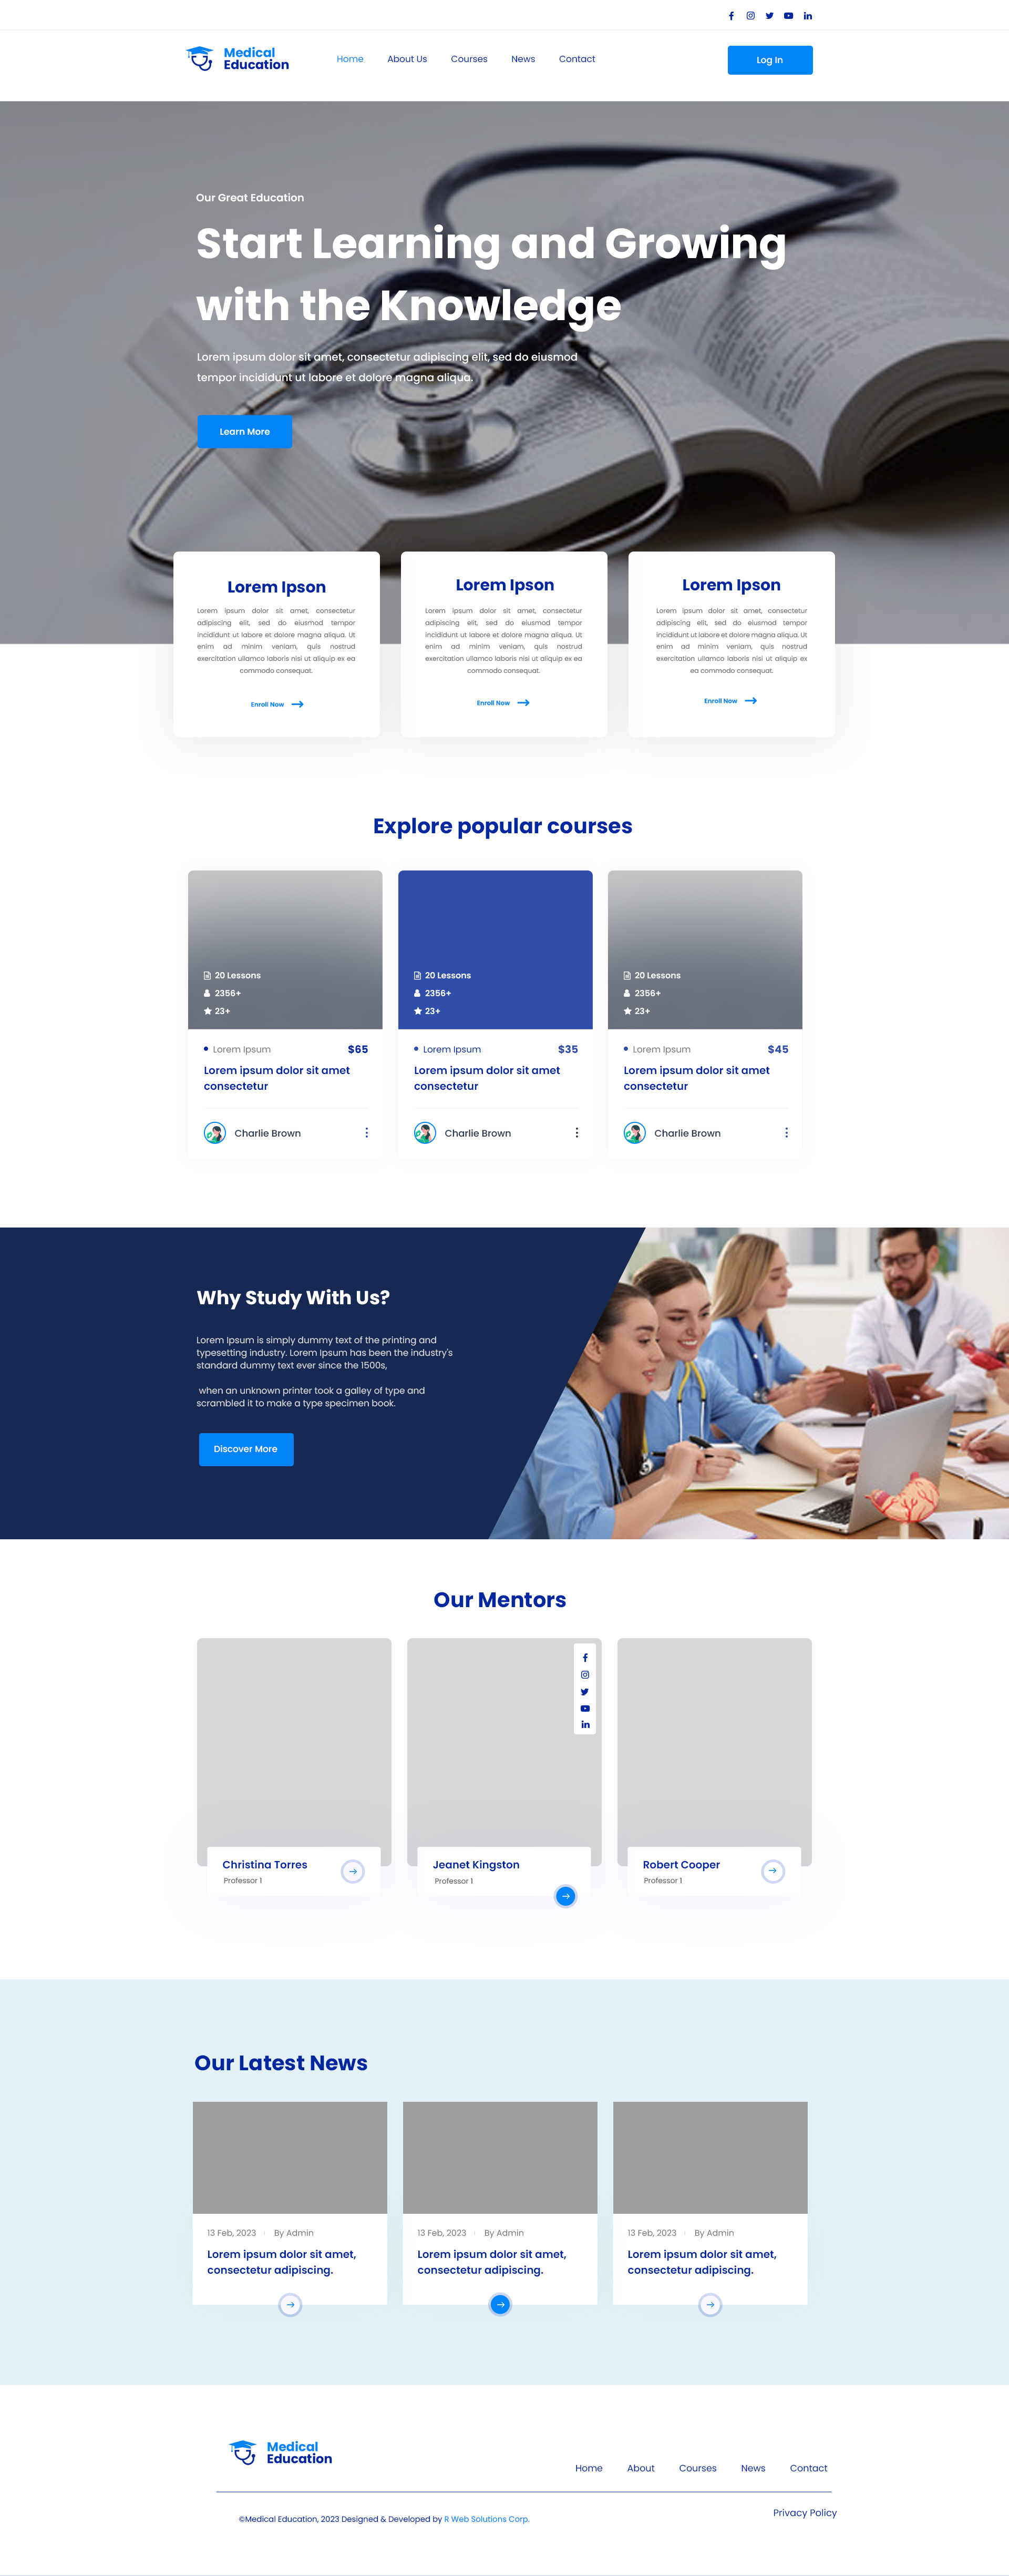 Medical
Education
Home
About Us
Courses
News
Contact
Log In
Our Great Education
Start Learning and Growing
with the Knowledge
Lorem ipsum dolor sit amet, consectetur adipiscing elit, sed do eiusmod
tempor incididunt ut labore et dolore magna aliqua.
Learn More
Lorem Ipson
Lorem ipsum dolor sit amet, consectetur
adipiscing elit, sed do eiusmod tempor
incididunt ut labore et dolore magna aliqua. Ut
enim ad minim veniam, quis nostrud
exercitation ullamco laboris nisi ut aliquip ex ea
commodo consequat.
Enroll Now
Lorem Ipson
Lorem ipsum dolor sit amet, consectetur
adipiscing elit, sed do eiusmod tempor
incididunt ut labore et dolore magna aliqua. Ut
enim ad minim veniam, quis nostrud
exercitation ullamco laboris nisi ut aliquip ex ea
commodo consequat.
Enroll Now
Lorem Ipson
Lorem ipsum dolor sit amet, consectetur
adipiscing elit, sed do eiusmod tempor
incididunt ut labore et dolore magna aliqua. Ut
enim ad minim veniam, quis nostrud
exercitation ullamco laboris nisi ut aliquip ex
ea commodo consequat.
Enroll Now
Explore popular courses
20 Lessons
2356+
23+
Lorem Ipsum
$65
Lorem ipsum dolor sit amet
consectetur
Charlie Brown
20 Lessons
2356+
23+
Lorem Ipsum
$35
Lorem ipsum dolor sit amet
consectetur
Charlie Brown
20 Lessons
2356+
23+
Lorem Ipsum
$45
Lorem ipsum dolor sit amet
consectetur
Charlie Brown
Why Study With Us?
Lorem Ipsum is simply dummy text of the printing and
typesetting industry. Lorem Ipsum has been the industry's
standard dummy text ever since the 1500s,
when an unknown printer took a galley of type and
scrambled it to make a type specimen book.
Discover More
Our Mentors
Christina Torres
Professor 1
Jeanet Kingston
Professor 1
Robert Cooper
Professor 1
Our Latest News
13 Feb, 2023
By Admin
Lorem ipsum dolor sit amet,
consectetur adipiscing.
13 Feb, 2023
By Admin
Lorem ipsum dolor sit amet,
consectetur adipiscing.
13 Feb, 2023
By Admin
Lorem ipsum dolor sit amet,
consectetur adipiscing.
Medical
Education
Home
About
Courses
News
Contact
©Medical Education, 2023 Designed & Developed by R Web Solutions Corp.
Privacy Policy